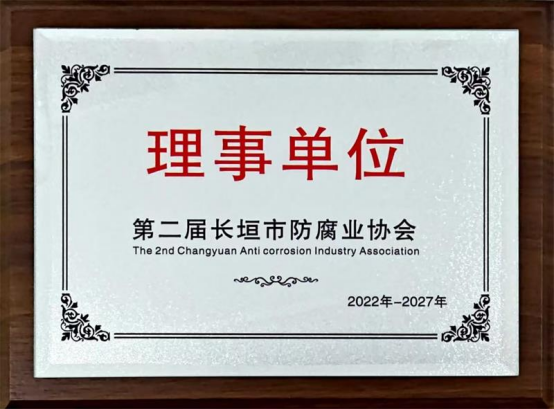 理事单位
第二届长垣市防腐业协会
The 2nd Changyuan Anti corrosion Industry Association
2022年-2027年